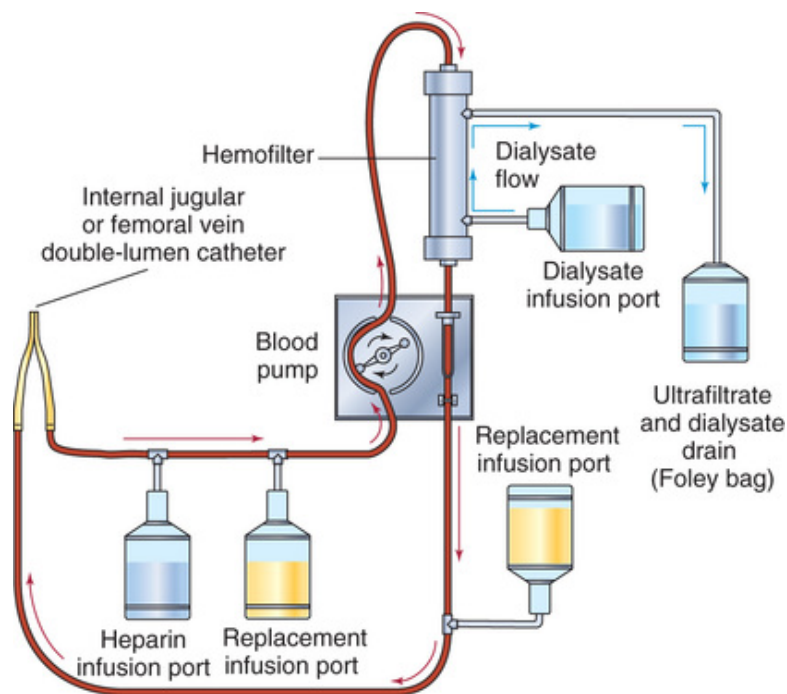 Hemofilter
Dialysate
flow
Internal jugular
or femoral vein
double-lumen catheter
Dialysate
infusion port
Blood
pump
Ultrafiltrate
and dialysate
drain
(Foley bag)
Replacement
infusion port
Heparin
infusion port
Replacement
infusion port